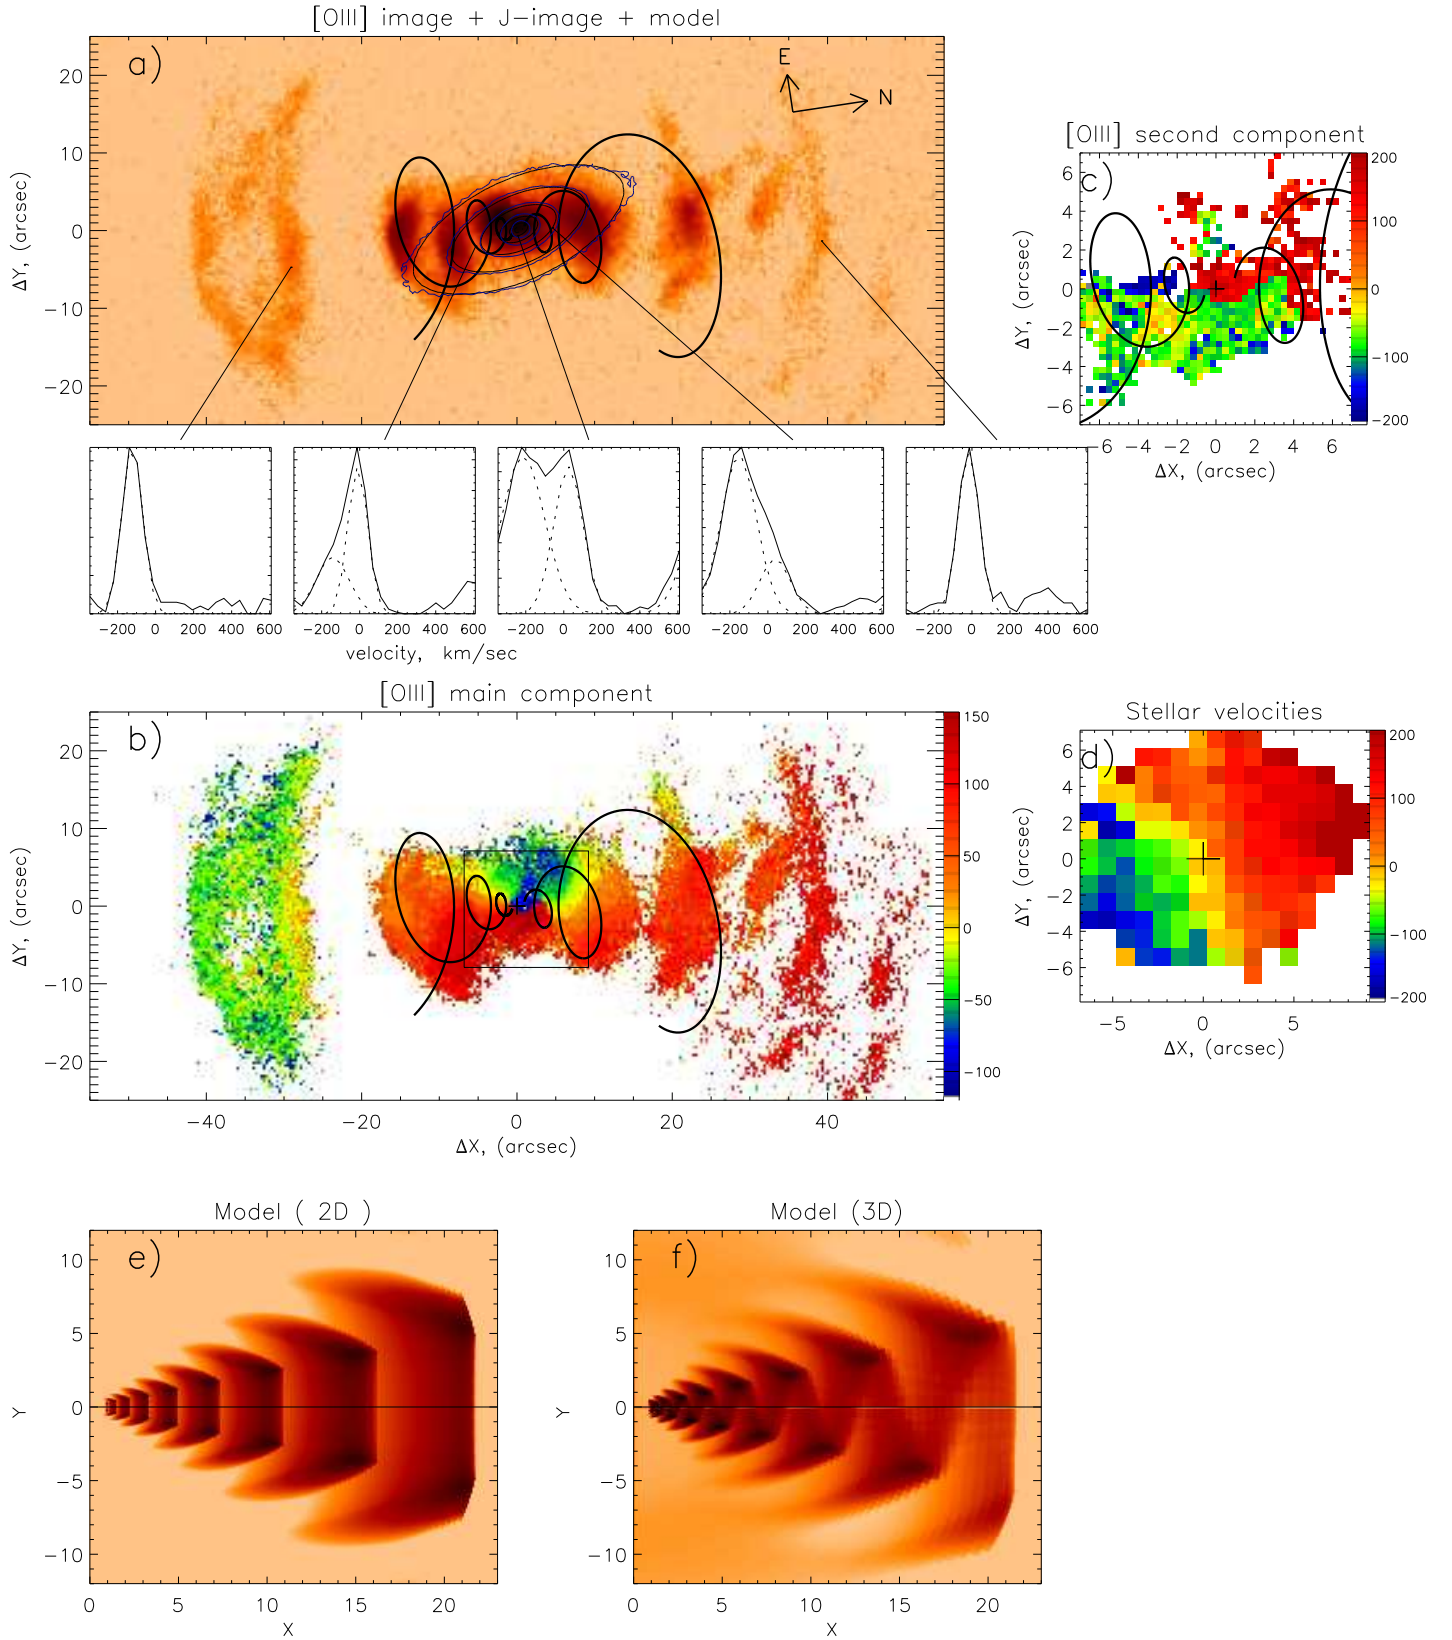 [OIII] image + J-image + model
a)
E
N
20
10
0
-10
-20
ΔY, (arcsec)
[OIII] second component
c)
6
4
2
0
-2
-4
-6
ΔY, (arcsec)
200
100
0
-100
-200
-6 -4 -2 0 2 4 6
ΔX, (arcsec)
-200 0 200 400 600
-200 0 200 400 600
-200 0 200 400 600
-200 0 200 400 600
-200 0 200 400 600
velocity, km/sec
[OIII] main component
b)
20
10
0
-10
-20
ΔY, (arcsec)
150
100
50
0
-50
-100
-40 -20 0 20 40
ΔX, (arcsec)
Stellar velocities
d)
6
4
2
0
-2
-4
-6
ΔY, (arcsec)
200
100
0
-100
-200
-5 0 5
ΔX, (arcsec)
Model ( 2D )
e)
10
5
0
-5
-10
Y
0 5 10 15 20
X
Model (3D)
f)
10
5
0
-5
-10
Y
0 5 10 15 20
X